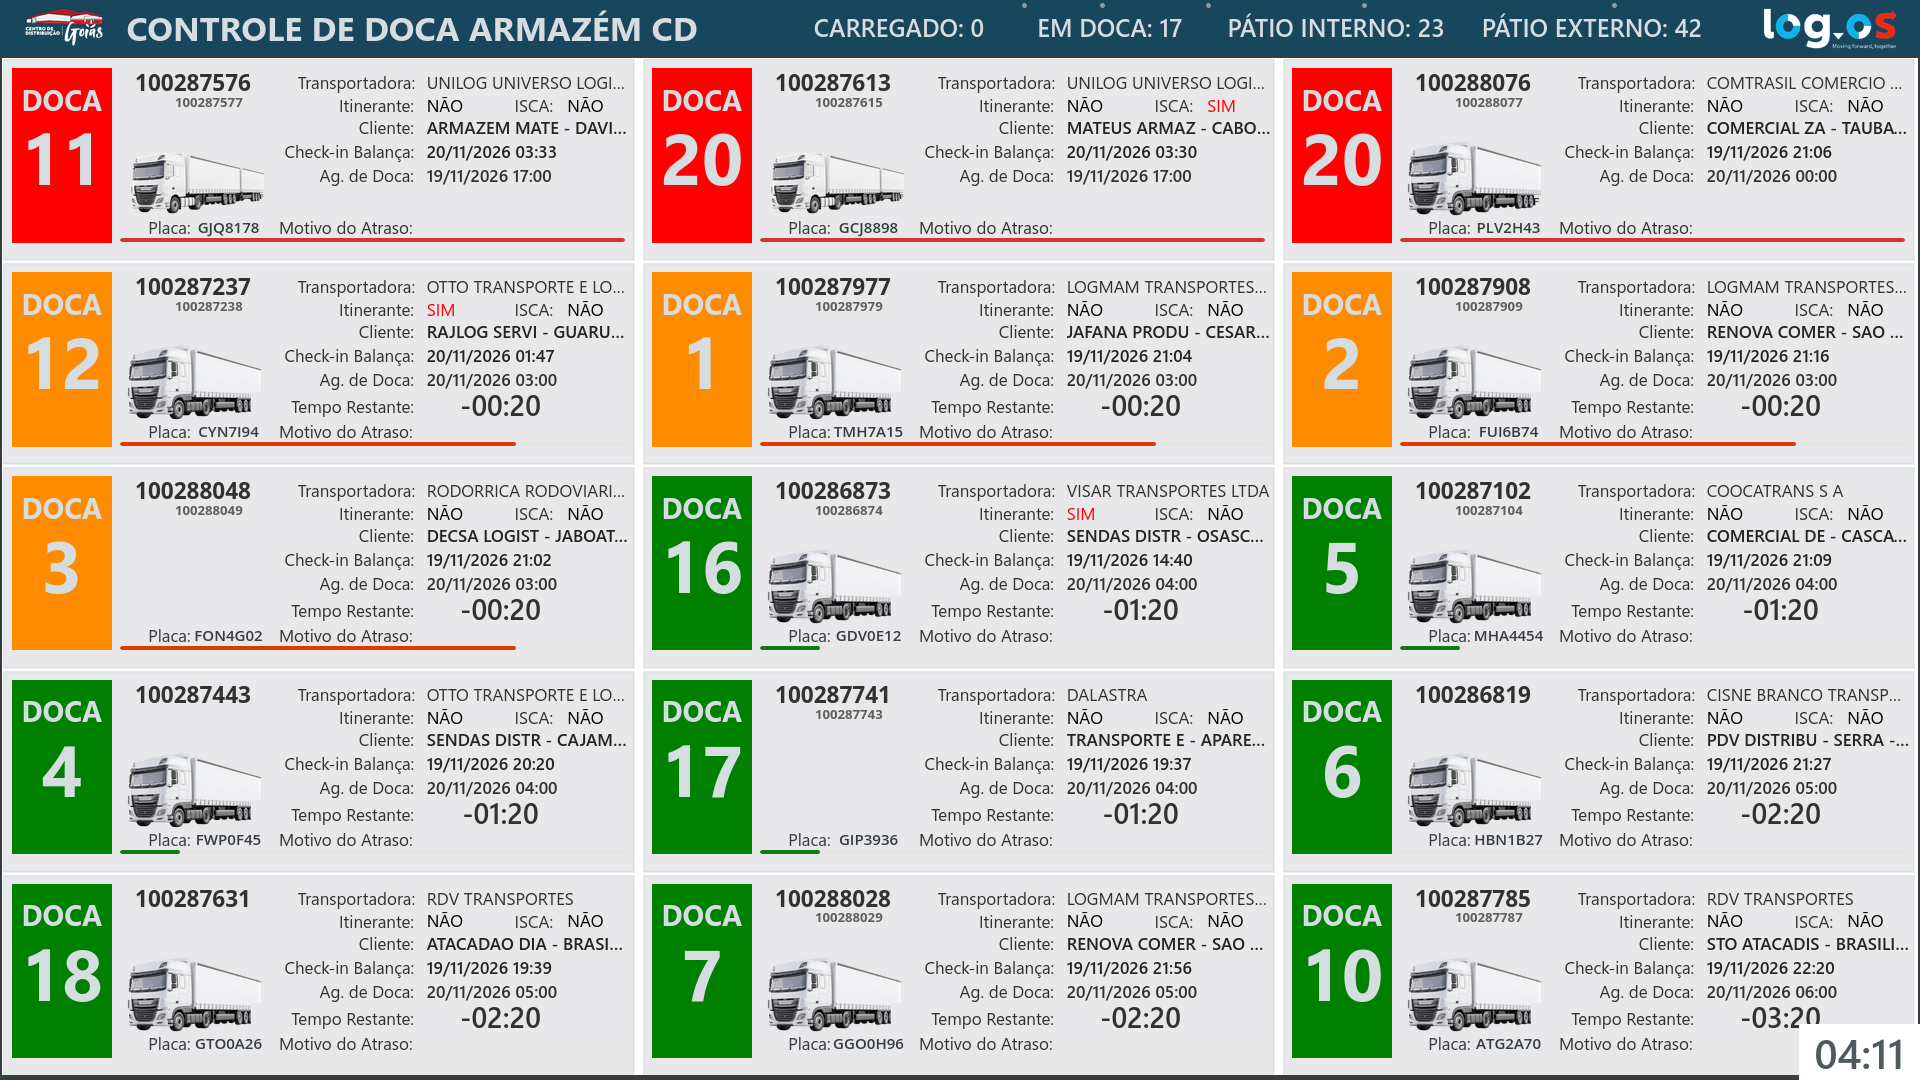 CENTRO DE DISTRIBUIÇÃO Goiás
CONTROLE DE DOCA ARMAZÉM CD
CARREGADO: 0
EM DOCA: 17
PÁTIO INTERNO: 23
PÁTIO EXTERNO: 42
log.os
Moving forward, together
DOCA
11
100287576
100287577
Transportadora: UNILOG UNIVERSO LOGI...
Itinerante: NÃO ISCA: NÃO
Cliente: ARMAZEM MATE - DAVI...
Check-in Balança: 20/11/2026 03:33
Ag. de Doca: 19/11/2026 17:00
Placa: GJQ8178 Motivo do Atraso:
DOCA
20
100287613
100287615
Transportadora: UNILOG UNIVERSO LOGI...
Itinerante: NÃO ISCA: SIM
Cliente: MATEUS ARMAZ - CABO...
Check-in Balança: 20/11/2026 03:30
Ag. de Doca: 19/11/2026 17:00
Placa: GCJ8898 Motivo do Atraso:
DOCA
20
100288076
100288077
Transportadora: COMTRASIL COMERCIO ...
Itinerante: NÃO ISCA: NÃO
Cliente: COMERCIAL ZA - TAUBA...
Check-in Balança: 19/11/2026 21:06
Ag. de Doca: 20/11/2026 00:00
Placa: PLV2H43 Motivo do Atraso:
DOCA
12
100287237
100287238
Transportadora: OTTO TRANSPORTE E LO...
Itinerante: SIM ISCA: NÃO
Cliente: RAJLOG SERVI - GUARU...
Check-in Balança: 20/11/2026 01:47
Ag. de Doca: 20/11/2026 03:00
Tempo Restante: -00:20
Placa: CYN7I94 Motivo do Atraso:
DOCA
1
100287977
100287979
Transportadora: LOGMAM TRANSPORTES...
Itinerante: NÃO ISCA: NÃO
Cliente: JAFANA PRODU - CESAR...
Check-in Balança: 19/11/2026 21:04
Ag. de Doca: 20/11/2026 03:00
Tempo Restante: -00:20
Placa: TMH7A15 Motivo do Atraso:
DOCA
2
100287908
100287909
Transportadora: LOGMAM TRANSPORTES...
Itinerante: NÃO ISCA: NÃO
Cliente: RENOVA COMER - SAO ...
Check-in Balança: 19/11/2026 21:16
Ag. de Doca: 20/11/2026 03:00
Tempo Restante: -00:20
Placa: FUI6B74 Motivo do Atraso:
DOCA
3
100288048
100288049
Transportadora: RODORRICA RODOVIARI...
Itinerante: NÃO ISCA: NÃO
Cliente: DECSA LOGIST - JABOAT...
Check-in Balança: 19/11/2026 21:02
Ag. de Doca: 20/11/2026 03:00
Tempo Restante: -00:20
Placa: FON4G02 Motivo do Atraso:
DOCA
16
100286873
100286874
Transportadora: VISAR TRANSPORTES LTDA
Itinerante: SIM ISCA: NÃO
Cliente: SENDAS DISTR - OSASC...
Check-in Balança: 19/11/2026 14:40
Ag. de Doca: 20/11/2026 04:00
Tempo Restante: -01:20
Placa: GDV0E12 Motivo do Atraso:
DOCA
5
100287102
100287104
Transportadora: COOCATRANS S A
Itinerante: NÃO ISCA: NÃO
Cliente: COMERCIAL DE - CASCA...
Check-in Balança: 19/11/2026 21:09
Ag. de Doca: 20/11/2026 04:00
Tempo Restante: -01:20
Placa: MHA4454 Motivo do Atraso:
DOCA
4
100287443
Transportadora: OTTO TRANSPORTE E LO...
Itinerante: NÃO ISCA: NÃO
Cliente: SENDAS DISTR - CAJAM...
Check-in Balança: 19/11/2026 20:20
Ag. de Doca: 20/11/2026 04:00
Tempo Restante: -01:20
Placa: FWP0F45 Motivo do Atraso:
DOCA
17
100287741
100287743
Transportadora: DALASTRA
Itinerante: NÃO ISCA: NÃO
Cliente: TRANSPORTE E - APARE...
Check-in Balança: 19/11/2026 19:37
Ag. de Doca: 20/11/2026 04:00
Tempo Restante: -01:20
Placa: GIP3936 Motivo do Atraso:
DOCA
6
100286819
Transportadora: CISNE BRANCO TRANSP...
Itinerante: NÃO ISCA: NÃO
Cliente: PDV DISTRIBU - SERRA -...
Check-in Balança: 19/11/2026 21:27
Ag. de Doca: 20/11/2026 05:00
Tempo Restante: -02:20
Placa: HBN1B27 Motivo do Atraso:
DOCA
18
100287631
Transportadora: RDV TRANSPORTES
Itinerante: NÃO ISCA: NÃO
Cliente: ATACADAO DIA - BRASI...
Check-in Balança: 19/11/2026 19:39
Ag. de Doca: 20/11/2026 05:00
Tempo Restante: -02:20
Placa: GTO0A26 Motivo do Atraso:
DOCA
7
100288028
100288029
Transportadora: LOGMAM TRANSPORTES...
Itinerante: NÃO ISCA: NÃO
Cliente: RENOVA COMER - SAO ...
Check-in Balança: 19/11/2026 21:56
Ag. de Doca: 20/11/2026 05:00
Tempo Restante: -02:20
Placa: GGO0H96 Motivo do Atraso:
DOCA
10
100287785
100287787
Transportadora: RDV TRANSPORTES
Itinerante: NÃO ISCA: NÃO
Cliente: STO ATACADIS - BRASILI...
Check-in Balança: 19/11/2026 22:20
Ag. de Doca: 20/11/2026 06:00
Tempo Restante: -03:20
Placa: ATG2A70 Motivo do Atraso:
04:11